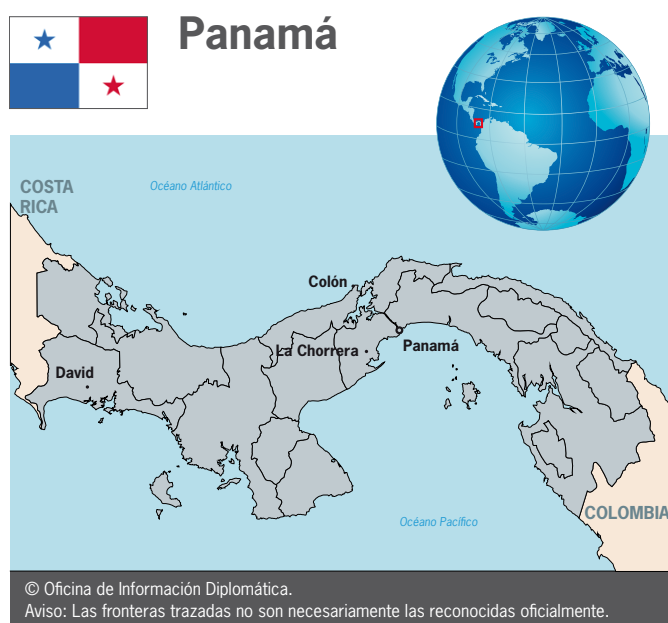 Panamá
COSTA
RICA
Océano Atlántico
Colón
La Chorrera
Panamá
David
COLOMBIA
Océano Pacífico
© Oficina de Información Diplomática.
Aviso: Las fronteras trazadas no son necesariamente las reconocidas oficialmente.